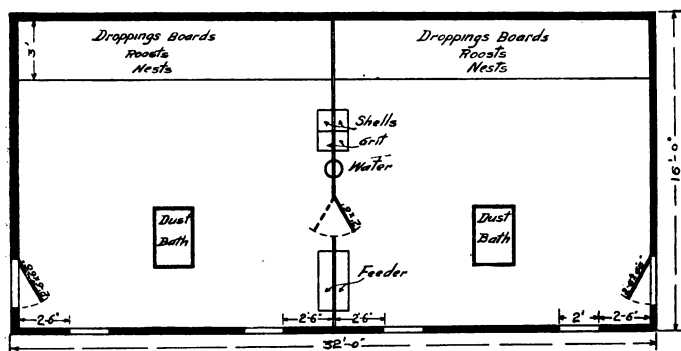 Droppings Boards
Roosts
Nests
Droppings Boards
Roosts
Nests
3'
Shells
Grit
Water
16'-0"
Dust
Bath
Dust
Bath
Feeder
2'-6"
2'-6"
2'-6"
2'
2'-6"
32'-0"